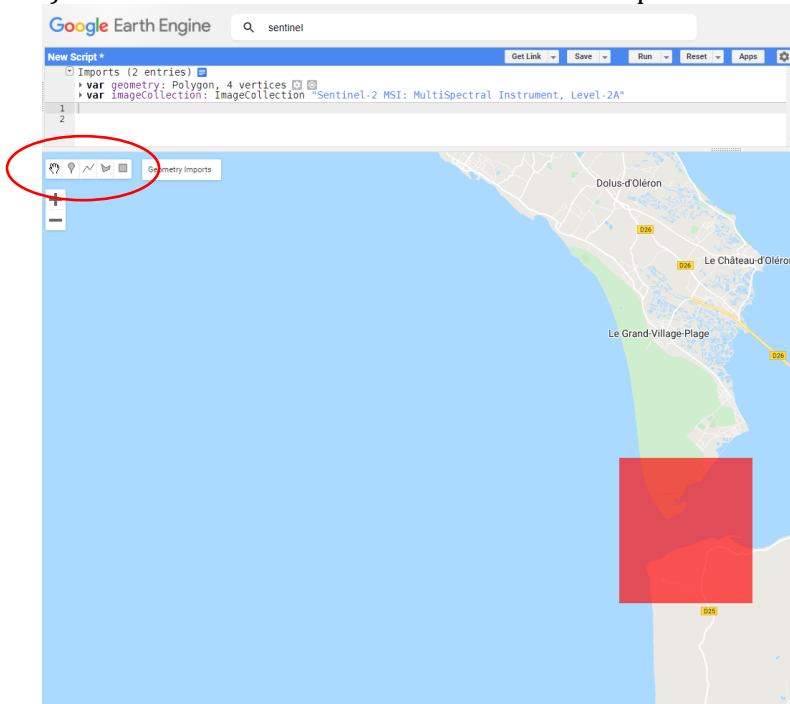 Google Earth Engine
sentinel
New Script *
Get Link
Save
Run
Reset
Apps
Imports (2 entries)
var geometry: Polygon, 4 vertices
var imageCollection: ImageCollection "Sentinel-2 MSI: MultiSpectral Instrument, Level-2A"
1
2
Geometry Imports
Dolus-d'Oléron
D26
Le Château-d'Oléro
D26
Le Grand-Village-Plage
D26
D25